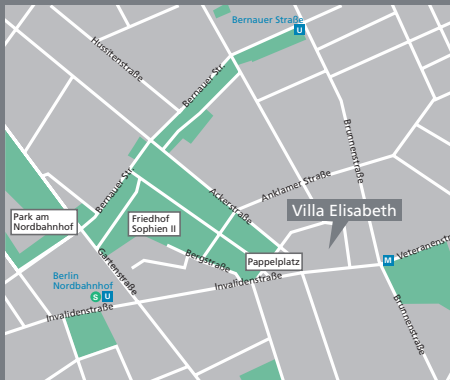 Bernauer Straße
U
Hussitenstraße
Bernauer Str.
Brunnenstraße
Bernauer Str.
Ackerstraße
Anklamer Straße
Villa Elisabeth
Park am
Nordbahnhof
Friedhof
Sophien II
Bergstraße
Pappelplatz
Veteranenstr
M
Gartenstraße
Berlin
Nordbahnhof
S U
Invalidenstraße
Invalidenstraße
Brunnenstraße